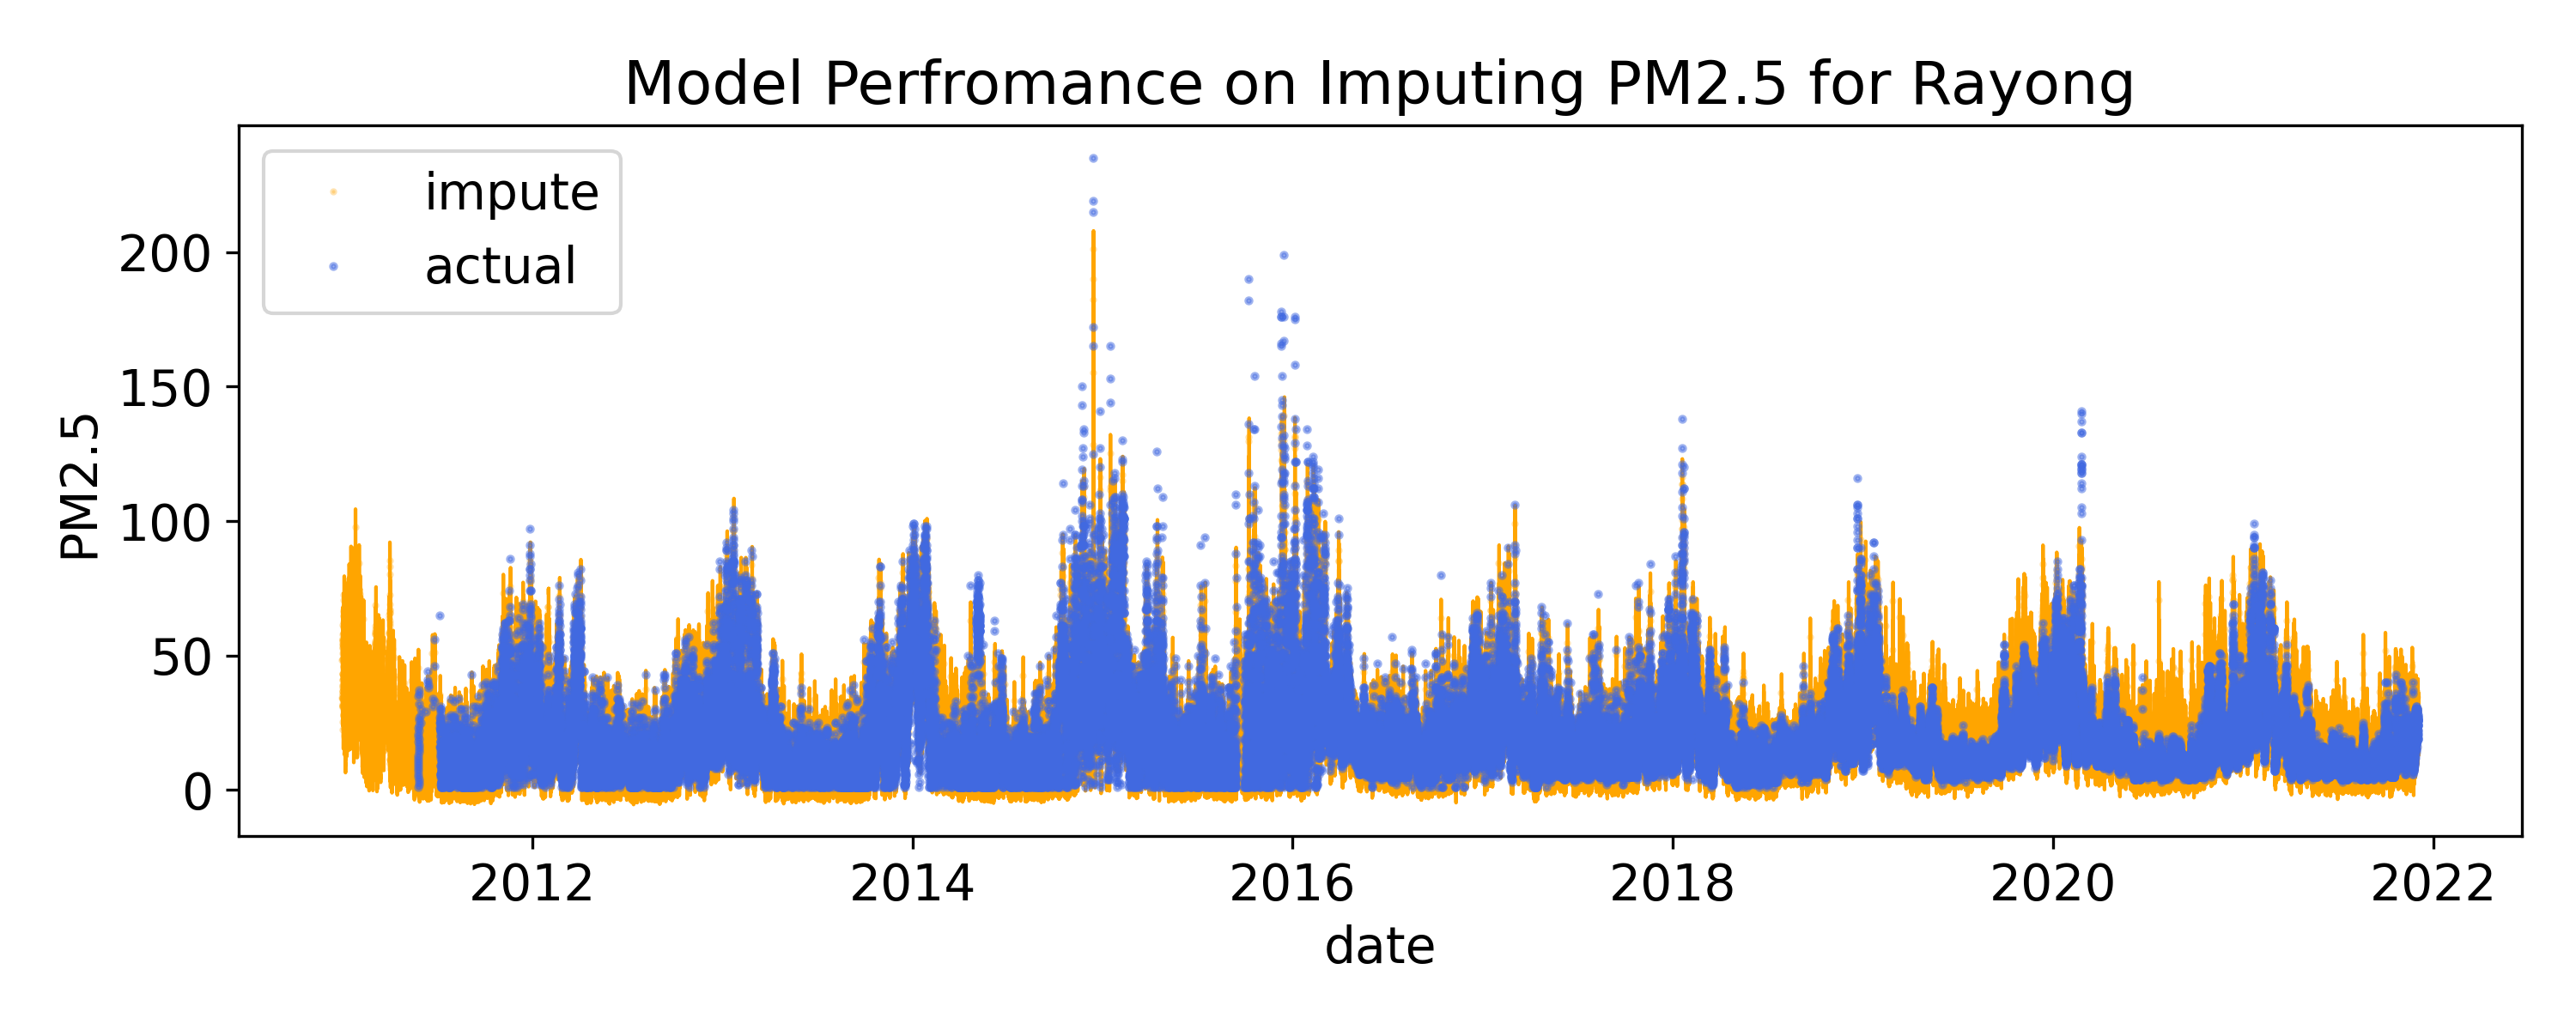 Model Perfromance on Imputing PM2.5 for Rayong
impute
actual
200
150
100
50
0
PM2.5
2012 2014 2016 2018 2020 2022
date